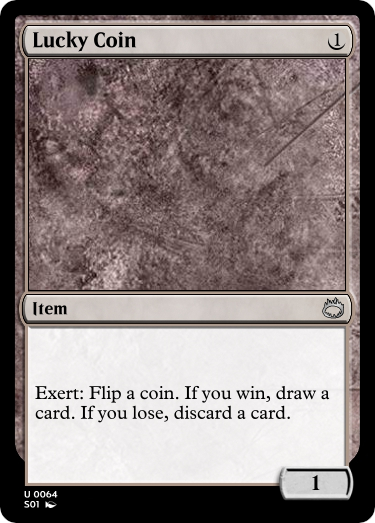 Lucky Coin 1
Item
Exert: Flip a coin. If you win, draw a
card. If you lose, discard a card.
1
U 0064
S01